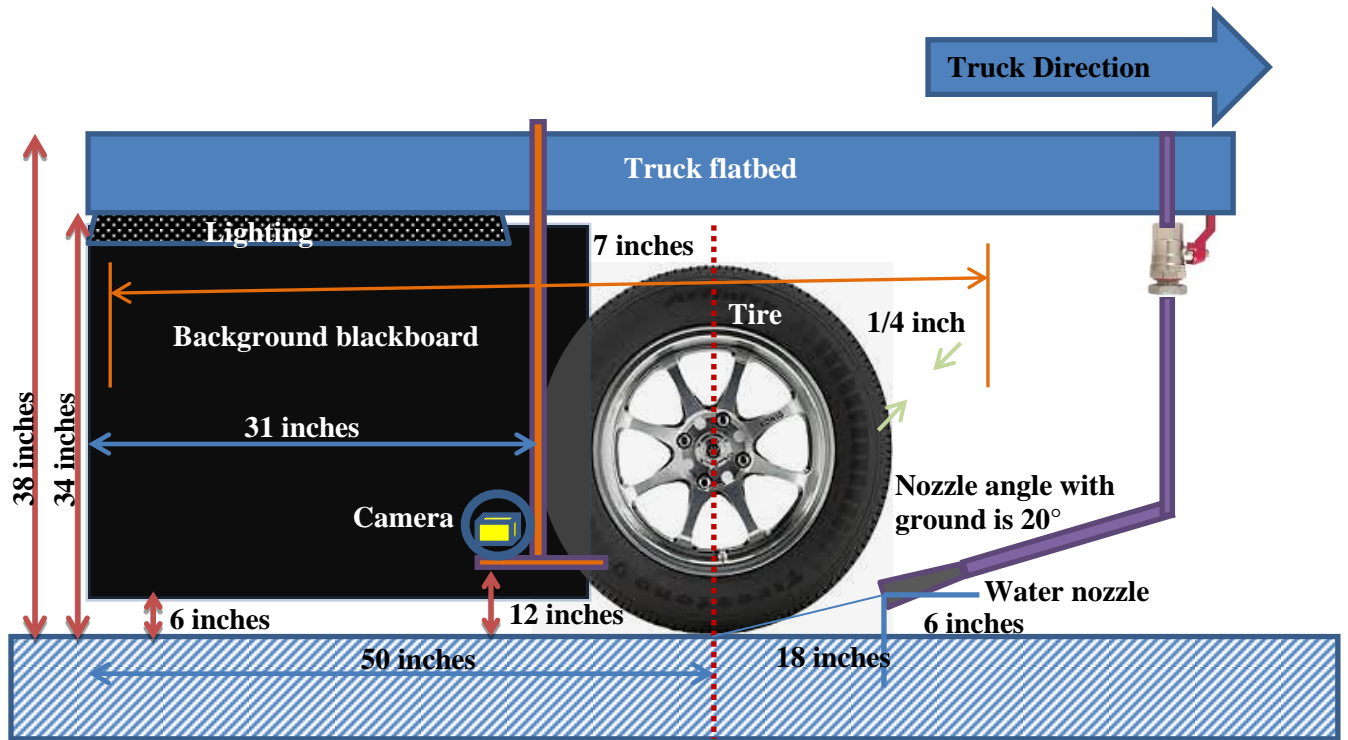 Truck Direction
Truck flatbed
Lighting
7 inches
Tire
1/4 inch
Background blackboard
38 inches
34 inches
31 inches
Camera
Nozzle angle with
ground is 20°
Water nozzle
6 inches
12 inches
6 inches
50 inches
18 inches